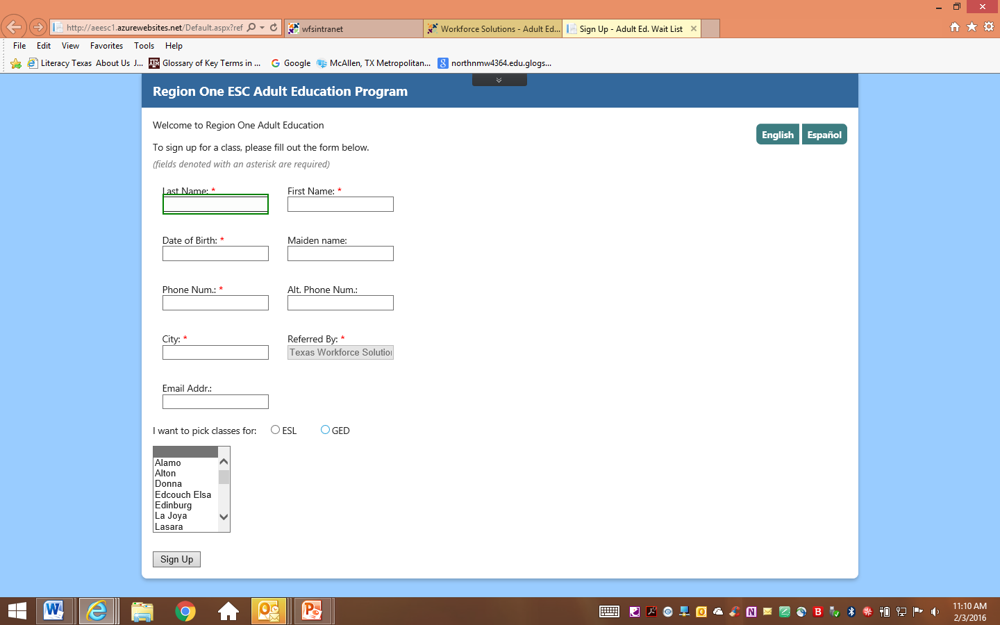 http://aeesc1.azurewebsites.net/Default.aspx?ref
wfsintranet
Workforce Solutions - Adult Ed...
Sign Up - Adult Ed. Wait List
File Edit View Favorites Tools Help
Literacy Texas About Us J...
Glossary of Key Terms in ...
Google
McAllen, TX Metropolitan...
northnmw4364.edu.glogs...
Region One ESC Adult Education Program
Welcome to Region One Adult Education
English Español
To sign up for a class, please fill out the form below.
(fields denoted with an asterisk are required)
Last Name: * First Name: *
Date of Birth: * Maiden name:
Phone Num.: * Alt. Phone Num.:
City: * Referred By: *
Texas Workforce Solution
Email Addr.:
I want to pick classes for: ESL GED
Alamo
Alton
Donna
Edcouch Elsa
Edinburg
La Joya
Lasara
Sign Up
11:10 AM
2/3/2016